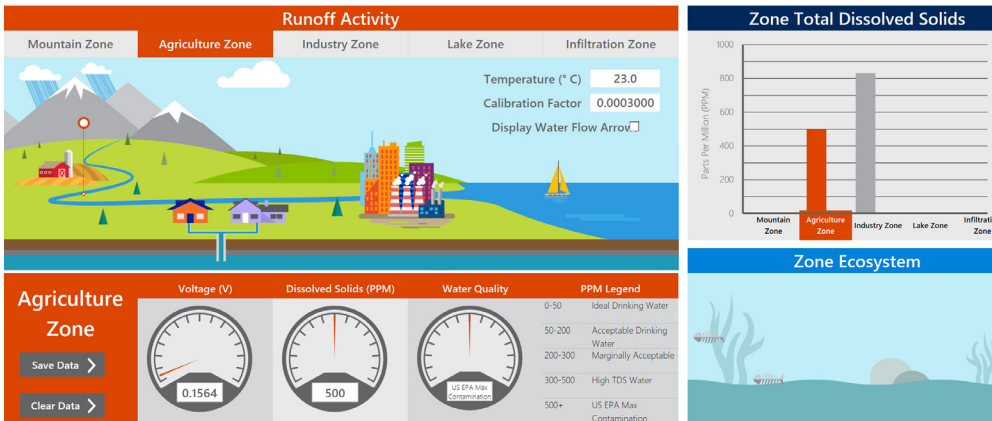 Runoff Activity
Mountain Zone
Agriculture Zone
Industry Zone
Lake Zone
Infiltration Zone
Temperature (° C)
23.0
Calibration Factor
0.0003000
Display Water Flow Arrow
Agriculture
Zone
Save Data
Clear Data
Voltage (V)
0.1564
Dissolved Solids (PPM)
500
Water Quality
US EPA Max
Contamination
PPM Legend
0-50 Ideal Drinking Water
50-200 Acceptable Drinking
Water
200-300 Marginally Acceptable
300-500 High TDS Water
500+ US EPA Max
Contamination
Zone Total Dissolved Solids
Parts Per Million (PPM)
1000
800
600
400
200
0
Mountain
Zone
Agriculture
Zone
Industry Zone
Lake Zone
Infiltrati
Zone
Zone Ecosystem